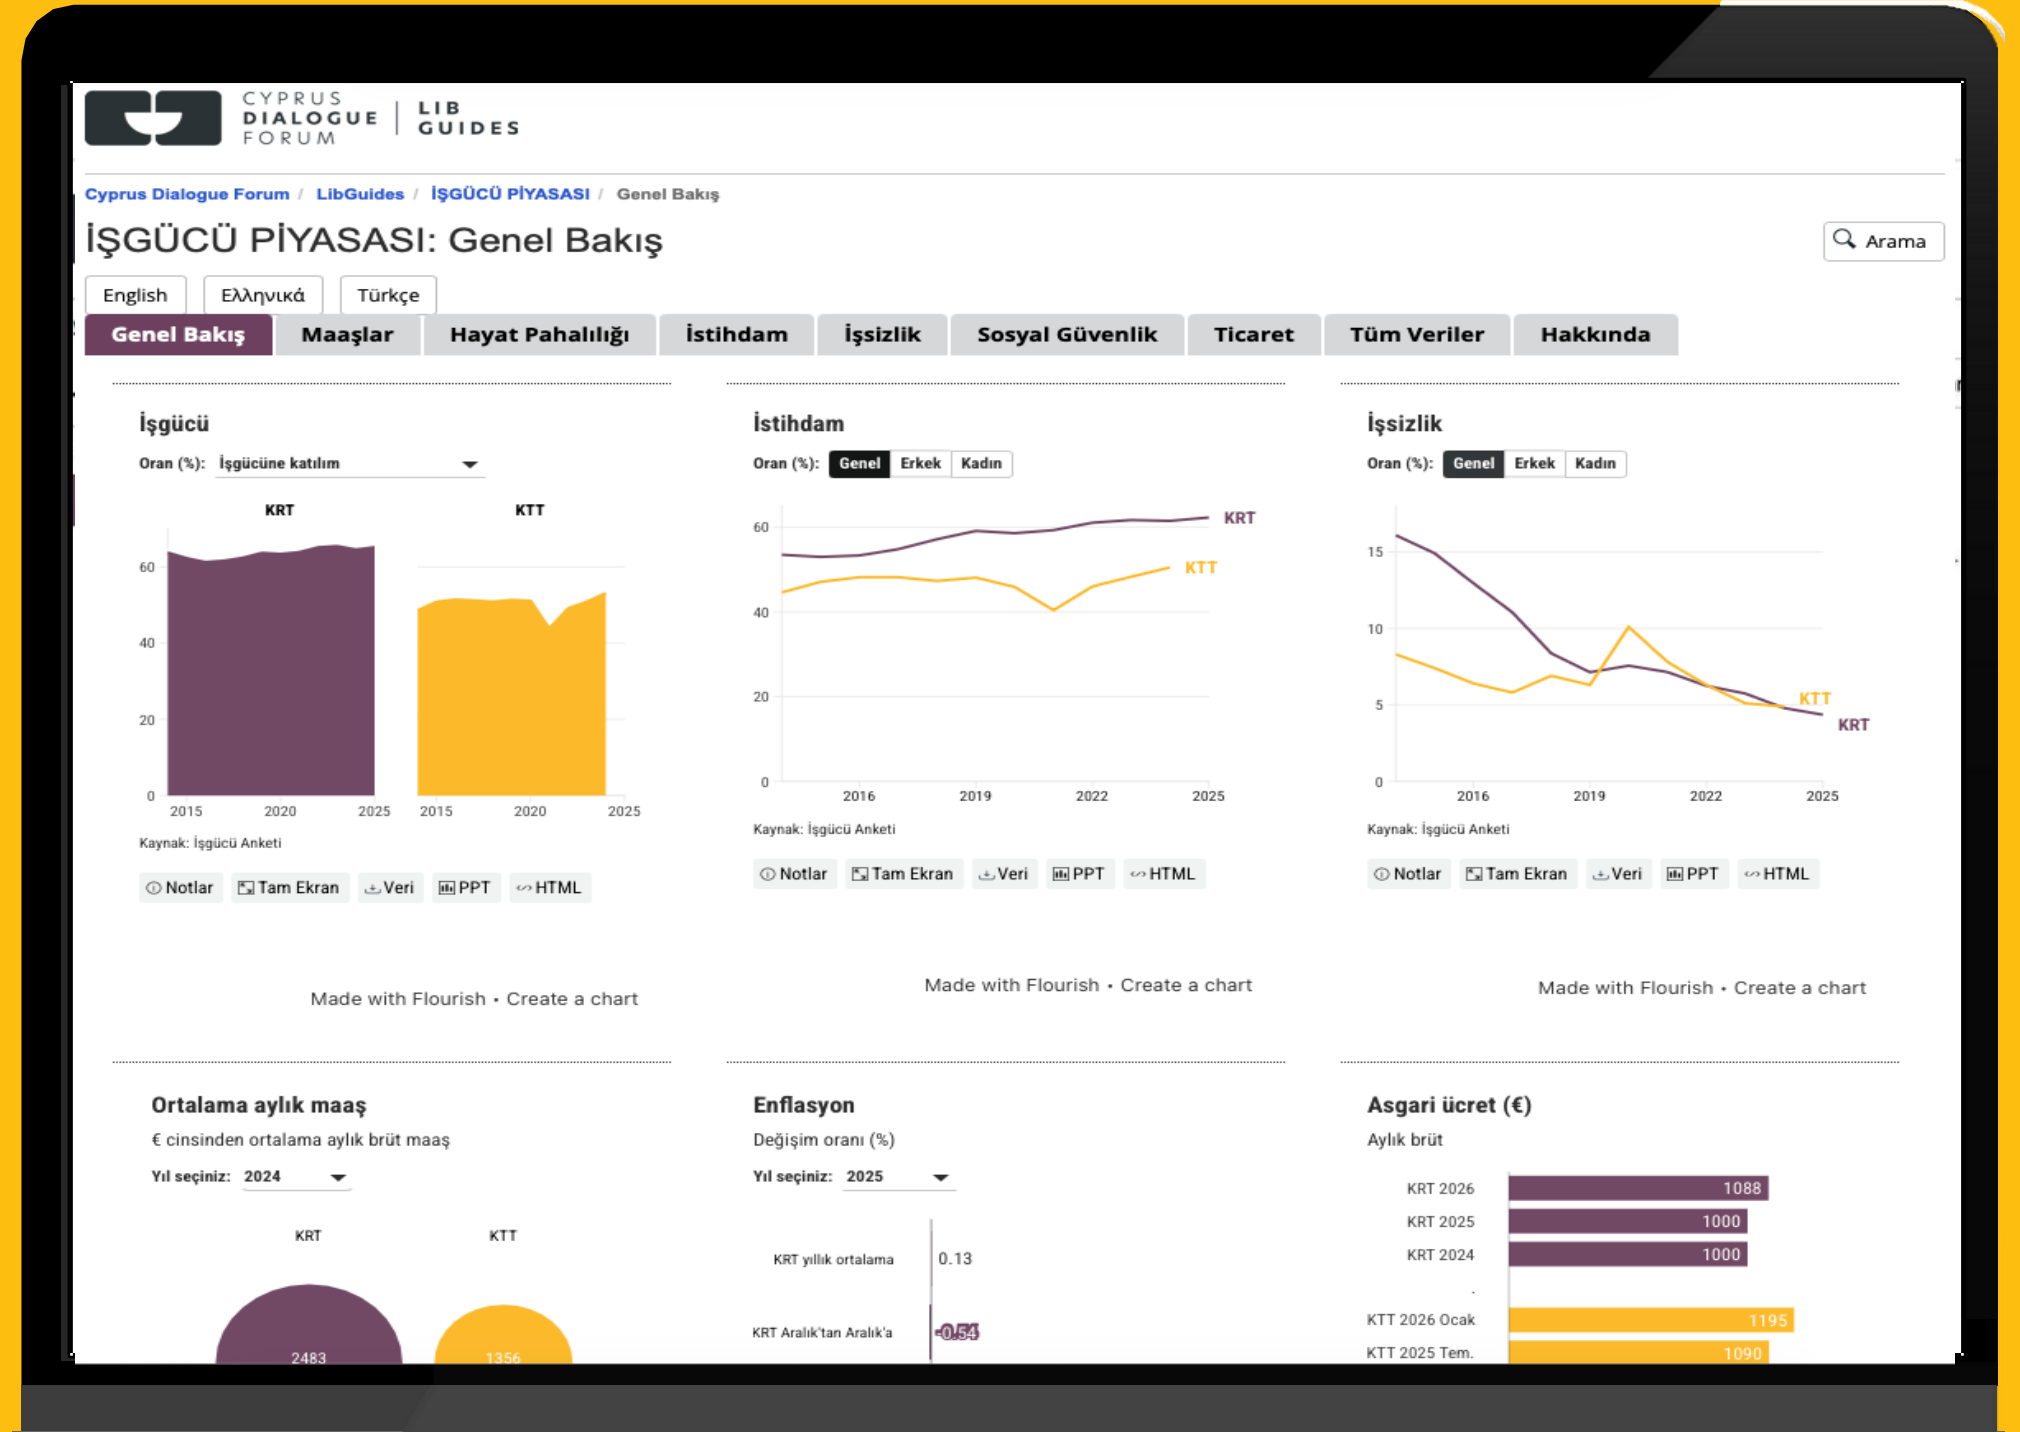 CYPRUS
DIALOGUE
FORUM
LIB
GUIDES
Cyprus Dialogue Forum / LibGuides / İŞGÜCÜ PİYASASI / Genel Bakış
İŞGÜCÜ PİYASASI: Genel Bakış
Arama
English Ελληνικά Türkçe
Genel Bakış Maaşlar Hayat Pahalılığı İstihdam İşsizlik Sosyal Güvenlik Ticaret Tüm Veriler Hakkında
İşgücü
Oran (%): İşgücüne katılım
KRT KTT
60
40
20
0
2015 2020 2025 2015 2020 2025
Kaynak: İşgücü Anketi
Notlar Tam Ekran Veri PPT HTML
Made with Flourish • Create a chart
İstihdam
Oran (%): Genel Erkek Kadın
60
40
20
0
KRT
KTT
2016 2019 2022 2025
Kaynak: İşgücü Anketi
Notlar Tam Ekran Veri PPT HTML
Made with Flourish • Create a chart
İşsizlik
Oran (%): Genel Erkek Kadın
15
10
5
0
KTT
KRT
2016 2019 2022 2025
Kaynak: İşgücü Anketi
Notlar Tam Ekran Veri PPT HTML
Made with Flourish • Create a chart
Ortalama aylık maaş
€ cinsinden ortalama aylık brüt maaş
Yıl seçiniz: 2024
KRT KTT
2483 1356
Enflasyon
Değişim oranı (%)
Yıl seçiniz: 2025
KRT yıllık ortalama 0.13
KRT Aralık'tan Aralık'a -0.54
Asgari ücret (€)
Aylık brüt
KRT 2026 1088
KRT 2025 1000
KRT 2024 1000
.
KTT 2026 Ocak 1195
KTT 2025 Tem. 1090